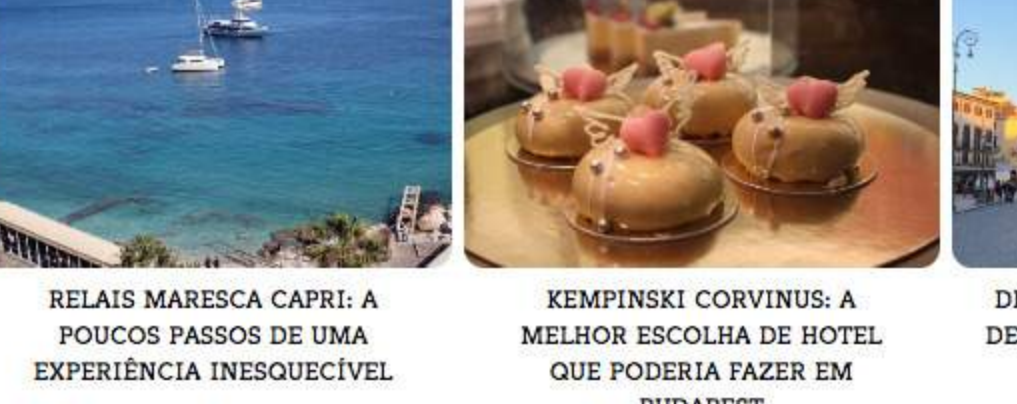 RELAIS MARESCA CAPRI: A
POUCOS PASSOS DE UMA
EXPERIÊNCIA INESQUECÍVEL
KEMPINSKI CORVINUS: A
MELHOR ESCOLHA DE HOTEL
QUE PODERIA FAZER EM
BUDAPEST